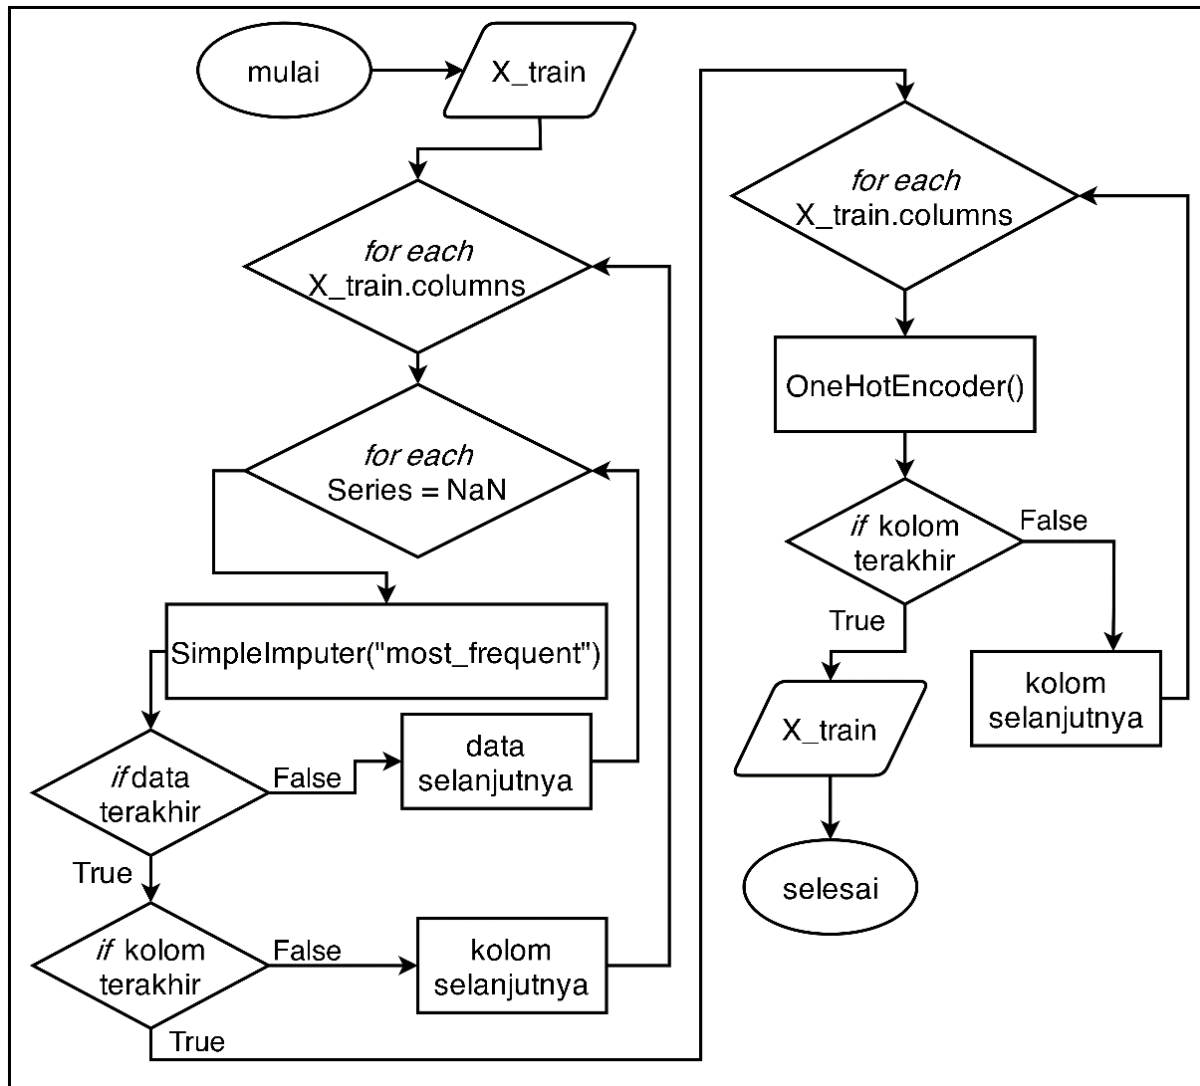 mulai
X_train
for each
X_train.columns
for each
Series = NaN
SimpleImputer("most_frequent")
if data
terakhir
False
data
selanjutnya
True
if kolom
terakhir
False
kolom
selanjutnya
True
for each
X_train.columns
OneHotEncoder()
if kolom
terakhir
False
True
kolom
selanjutnya
X_train
selesai